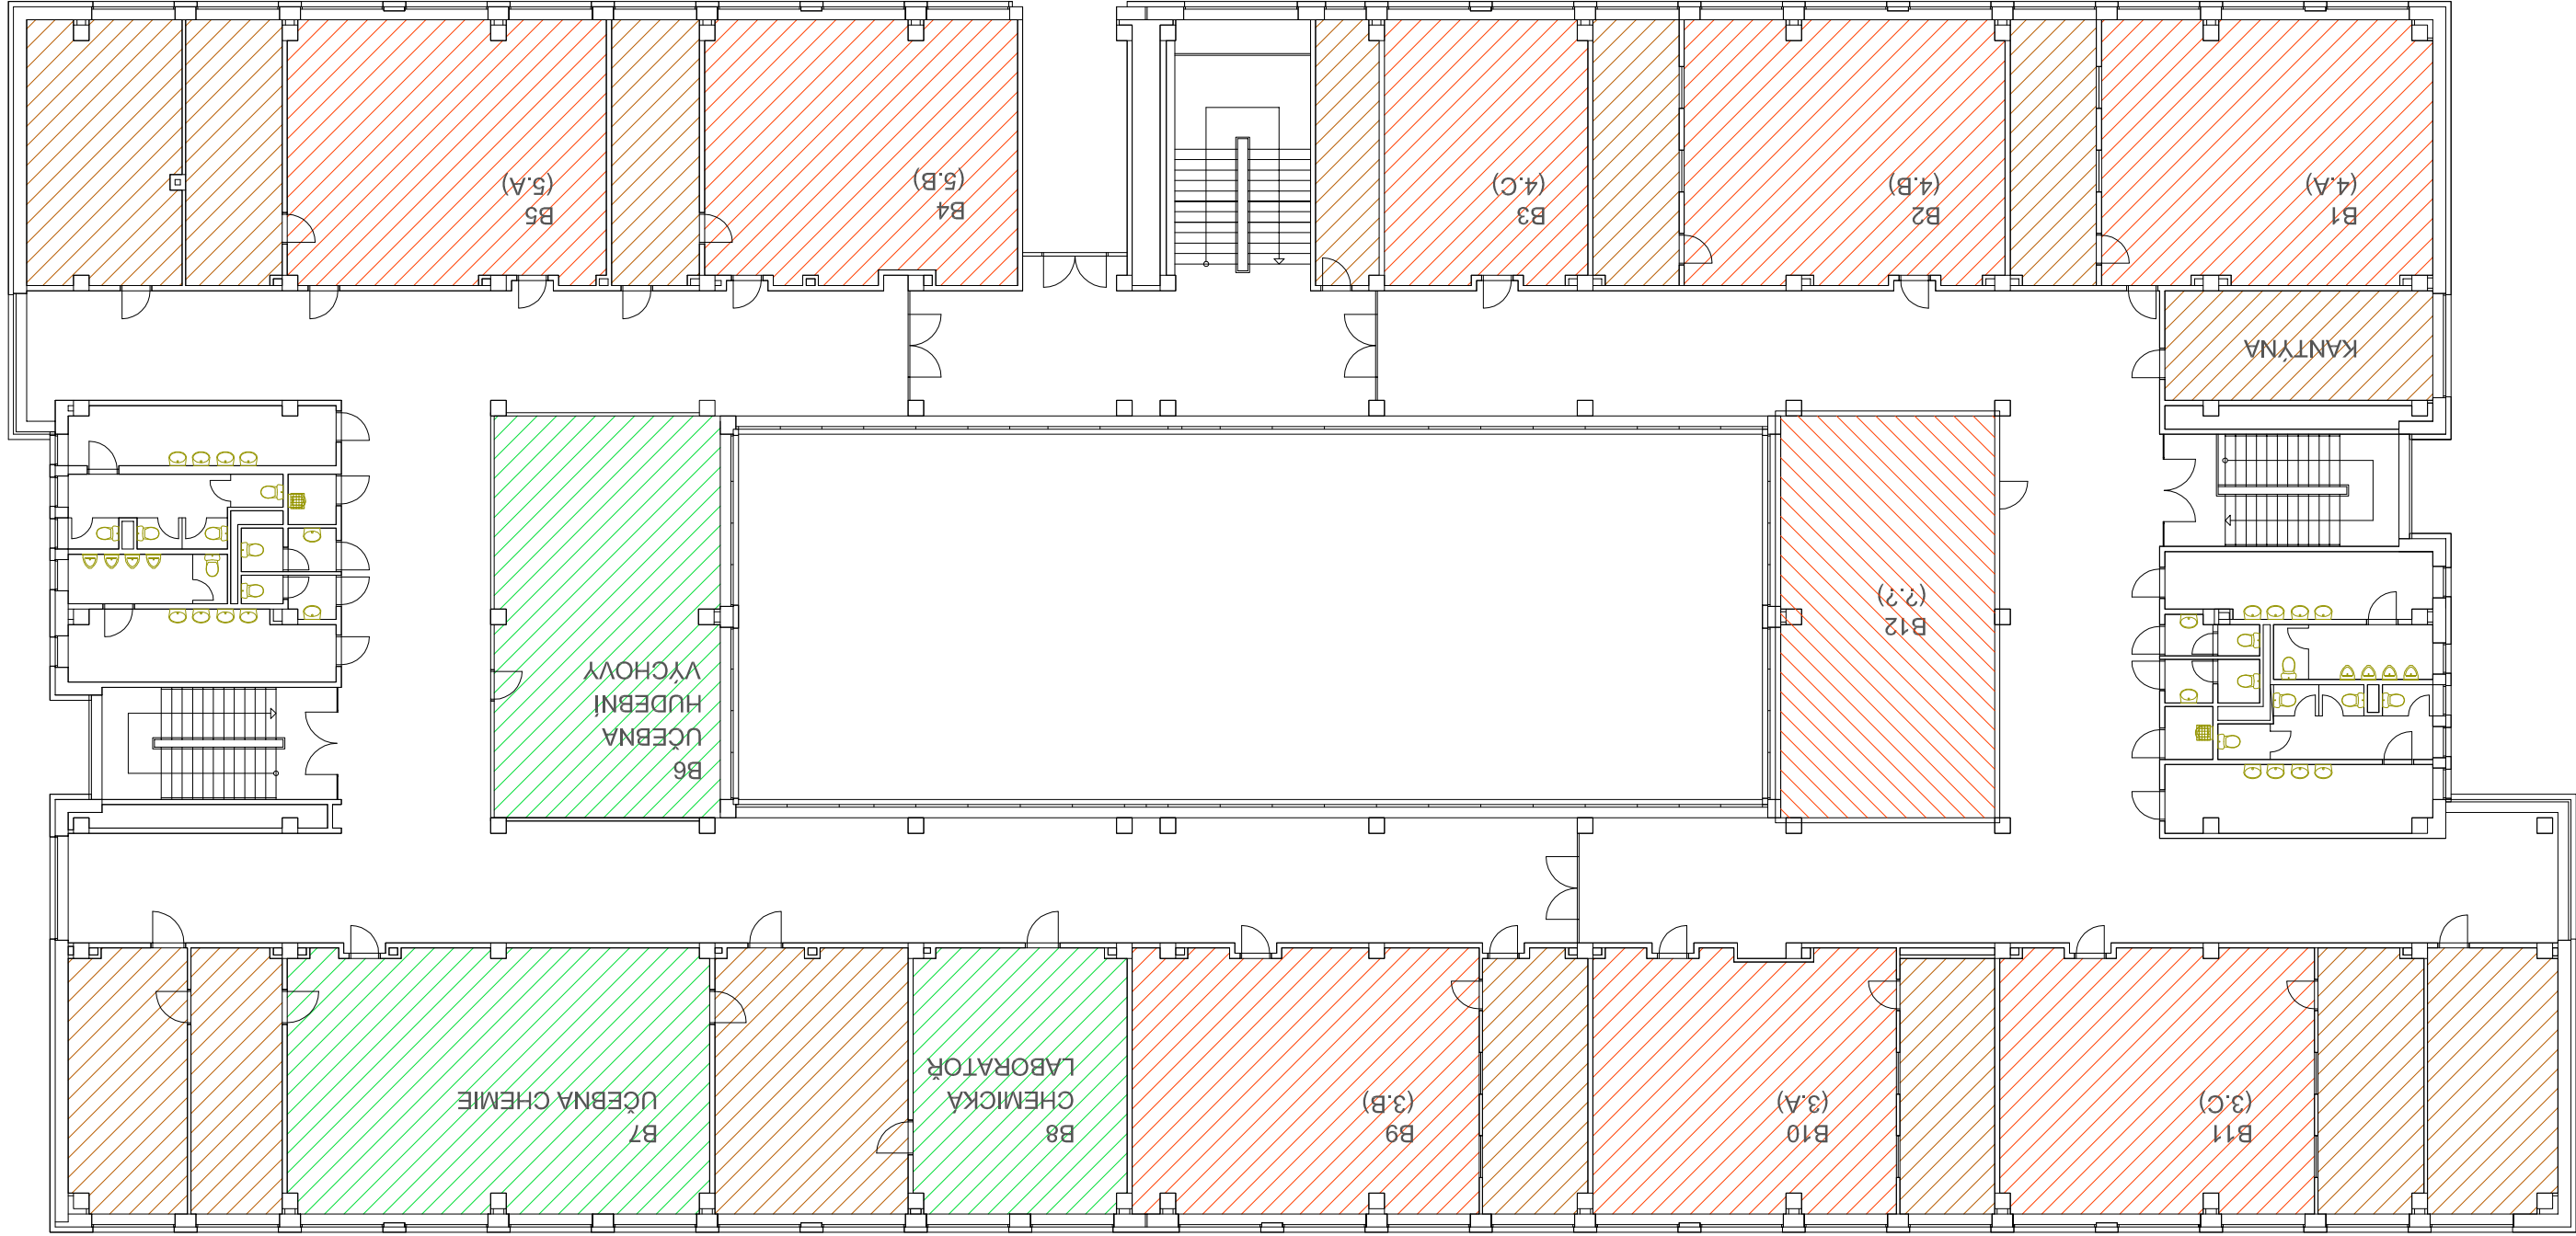 B11
(3.C)
B10
(3.A)
B9
(3.B)
B8
CHEMICKÁ
LABORATOŘ
B7
UČEBNA CHEMIE
B12
(?.?)
B6
UČEBNA
HUDEBNÍ
VÝCHOVY
KANTÝNA
B1
(4.A)
B2
(4.B)
B3
(4.C)
B4
(5.B)
B5
(5.A)